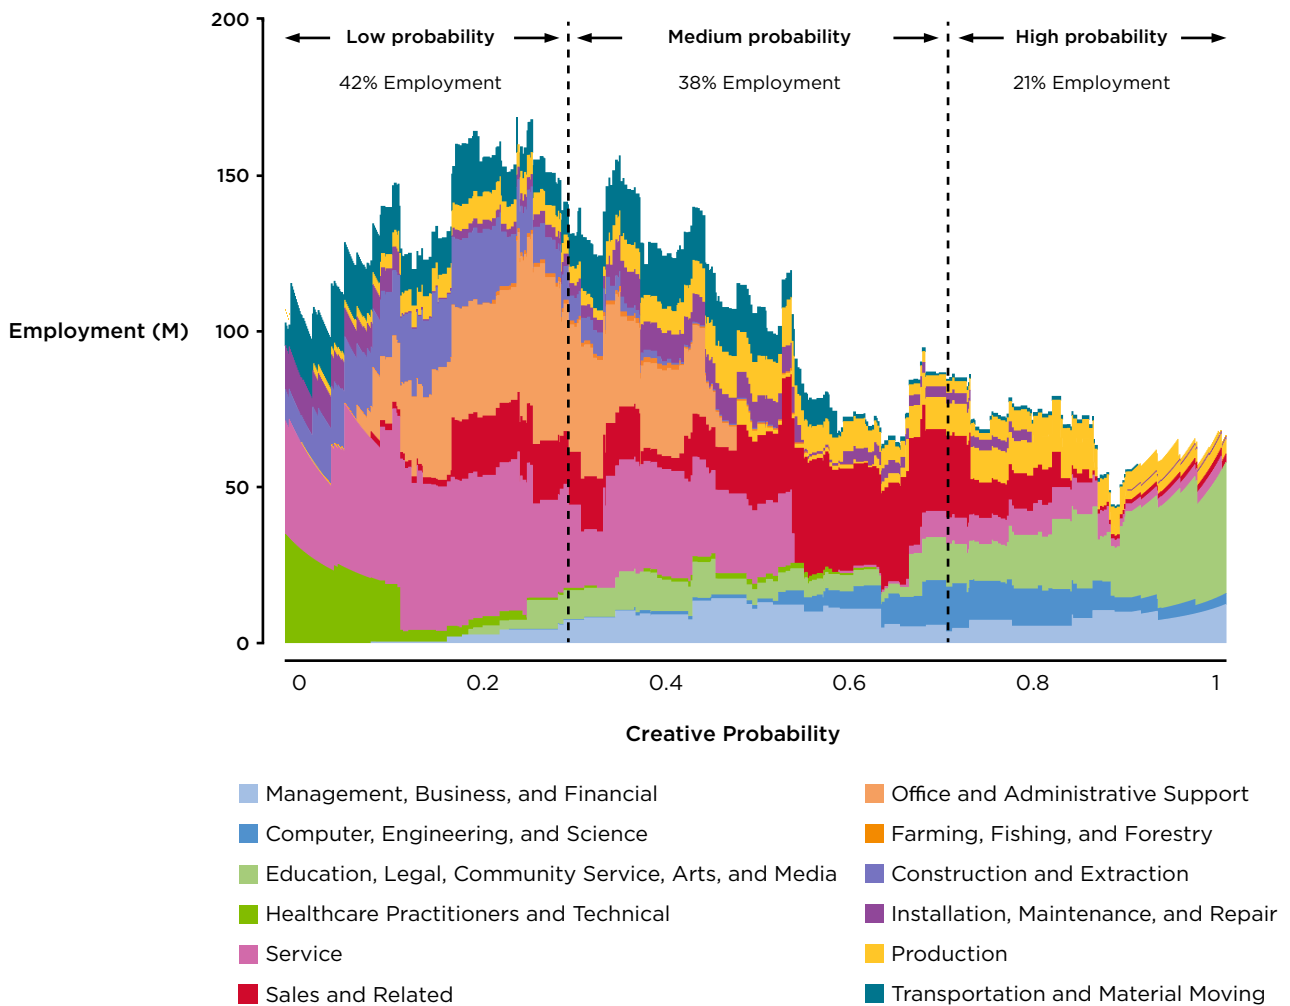 200
Low probability
Medium probability
High probability
42% Employment
38% Employment
21% Employment
150
Employment (M)
100
50
0
0
0.2
0.4
0.6
0.8
1
Creative Probability
Management, Business, and Financial
Computer, Engineering, and Science
Education, Legal, Community Service, Arts, and Media
Healthcare Practitioners and Technical
Service
Sales and Related
Office and Administrative Support
Farming, Fishing, and Forestry
Construction and Extraction
Installation, Maintenance, and Repair
Production
Transportation and Material Moving